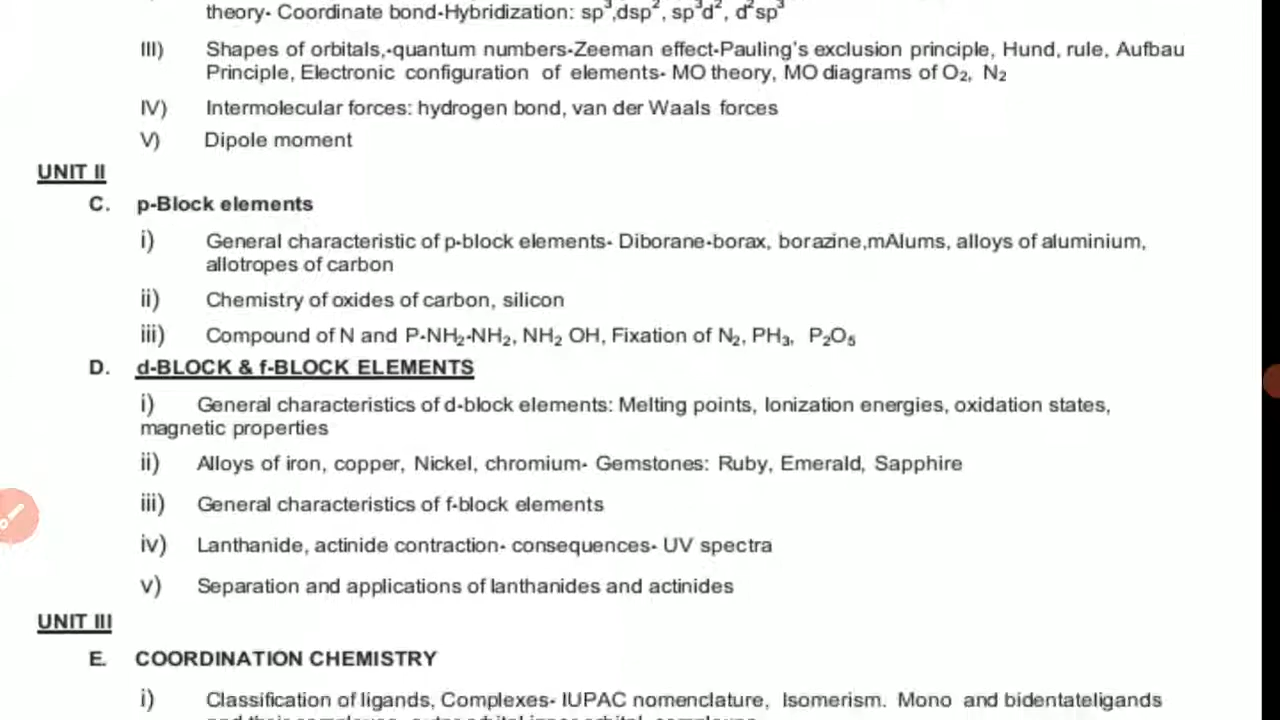 theory- Coordinate bond-Hybridization: sp³,dsp², sp³d², d²sp³
III) Shapes of orbitals,-quantum numbers-Zeeman effect-Pauling's exclusion principle, Hund, rule, Aufbau
Principle, Electronic configuration of elements- MO theory, MO diagrams of O₂, N₂
IV) Intermolecular forces: hydrogen bond, van der Waals forces
V) Dipole moment
UNIT II
C. p-Block elements
i) General characteristic of p-block elements- Diborane-borax, borazine,mAlums, alloys of aluminium,
allotropes of carbon
ii) Chemistry of oxides of carbon, silicon
iii) Compound of N and P-NH₂-NH₂, NH₂ OH, Fixation of N₂, PH₃, P₂O₅
D. d-BLOCK & f-BLOCK ELEMENTS
i) General characteristics of d-block elements: Melting points, Ionization energies, oxidation states,
magnetic properties
ii) Alloys of iron, copper, Nickel, chromium- Gemstones: Ruby, Emerald, Sapphire
iii) General characteristics of f-block elements
iv) Lanthanide, actinide contraction- consequences- UV spectra
v) Separation and applications of lanthanides and actinides
UNIT III
E. COORDINATION CHEMISTRY
i) Classification of ligands, Complexes- IUPAC nomenclature, Isomerism. Mono and bidentateligands